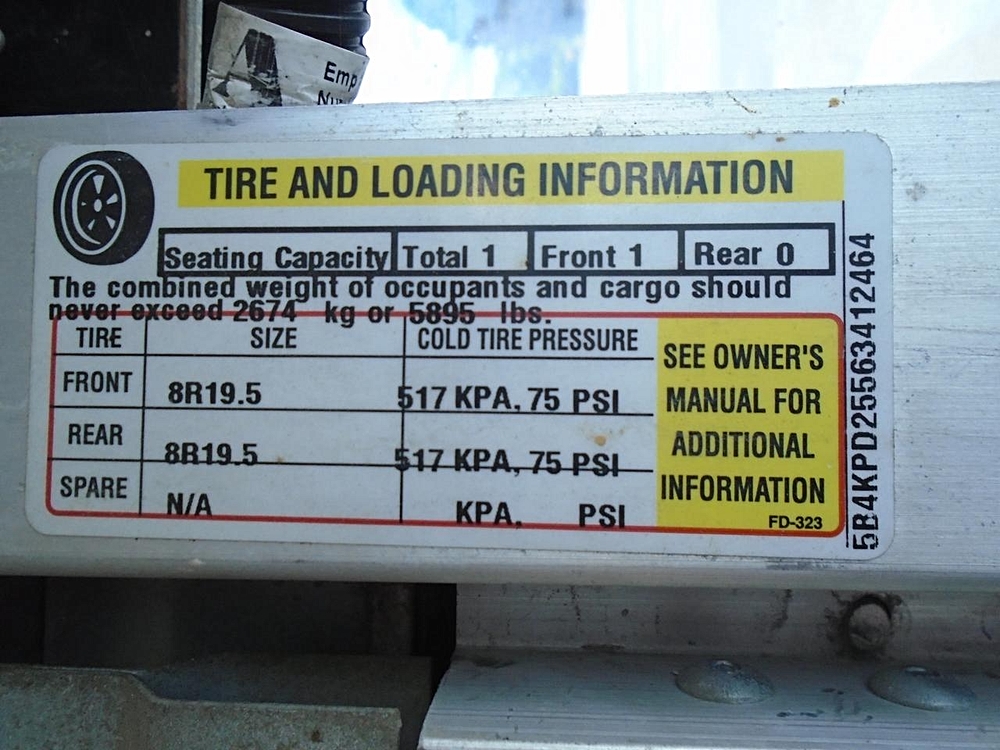 Emp
TIRE AND LOADING INFORMATION
Seating Capacity Total 1 Front 1 Rear 0
The combined weight of occupants and cargo should
never exceed 2674 kg or 5895 lbs.
TIRE SIZE COLD TIRE PRESSURE
FRONT 8R19.5 517 KPA, 75 PSI
REAR 8R19.5 517 KPA, 75 PSI
SPARE N/A KPA, PSI
SEE OWNER'S
MANUAL FOR
ADDITIONAL
INFORMATION
FD-323
5B4KPD25563412464